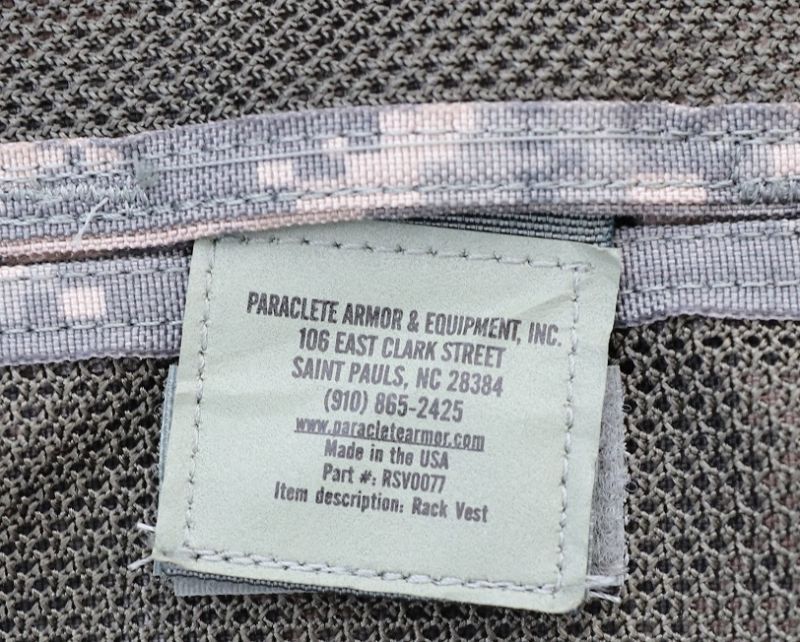 PARACLETE ARMOR & EQUIPMENT, INC.
106 EAST CLARK STREET
SAINT PAULS, NC 28384
(910) 865-2425
www.paracletearmor.com
Made in the USA
Part #: RSV0077
Item description: Rack Vest